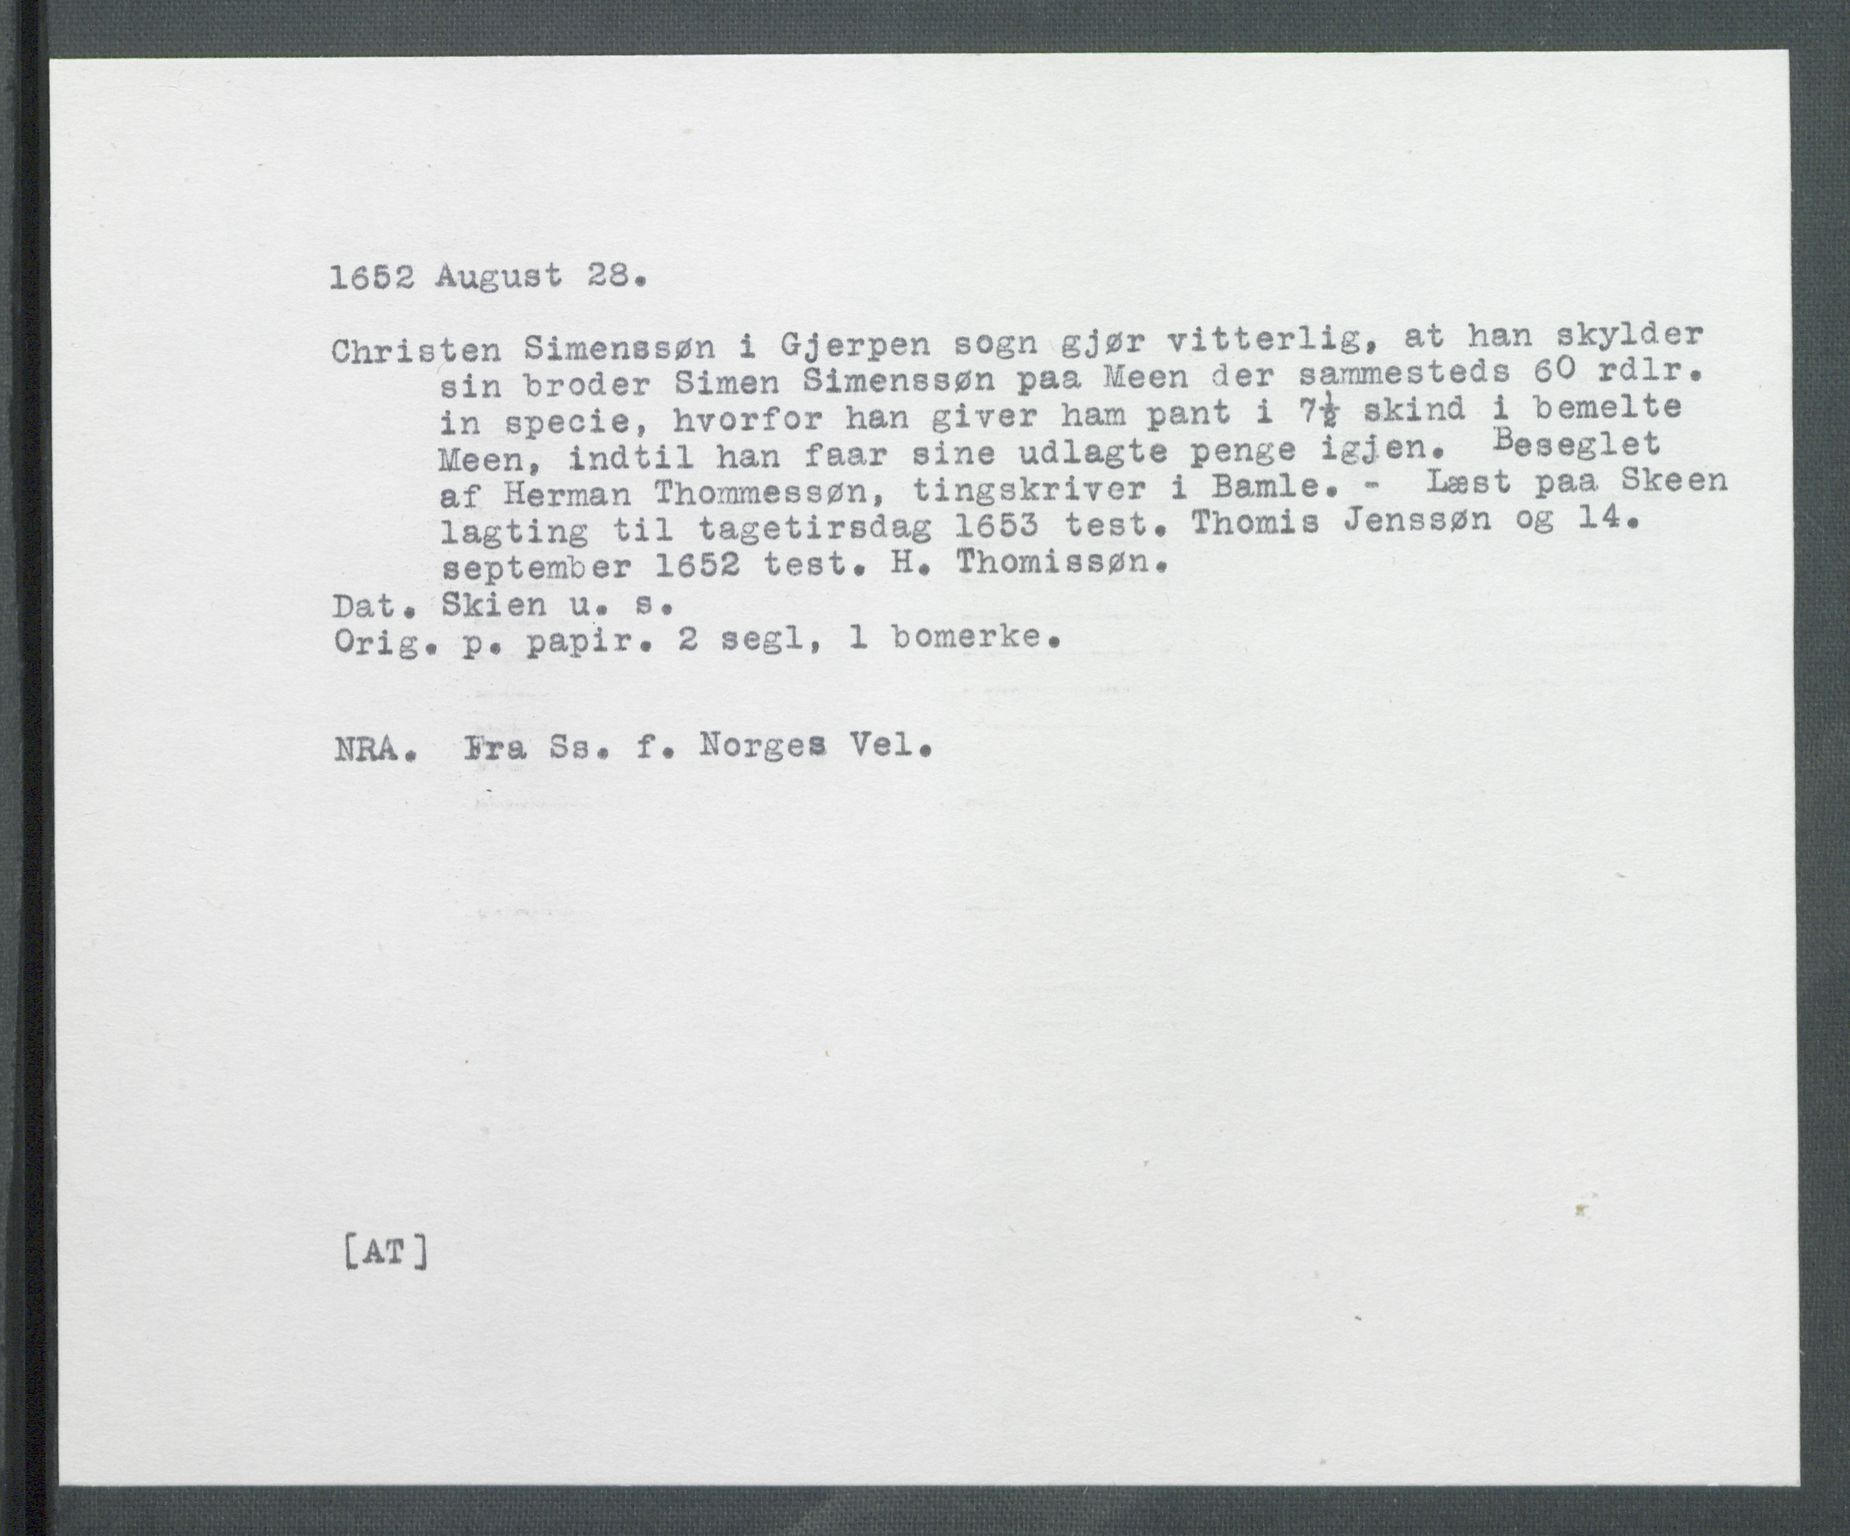 1652 August 28.
Christen Simenssøn i Gjerpen sogn gjør vitterlig, at han skylder
sin broder Simen Simenssøn paa Meen der sammesteds 60 rdlr.
in specie, hvorfor han giver ham pant i 7½ skind i bemelte
Meen, indtil han faar sine udlagte penge igjen. Beseglet
af Herman Thommessøn, tingskriver i Bamle. - Læst paa Skeen
lagting til tagetirsdag 1653 test. Thomis Jenssøn og 14.
september 1652 test. H. Thomissøn.
Dat. Skien u. s.
Orig. p. papir. 2 segl, 1 bomerke.
NRA. Fra Ss. f. Norges Vel.
[AT]